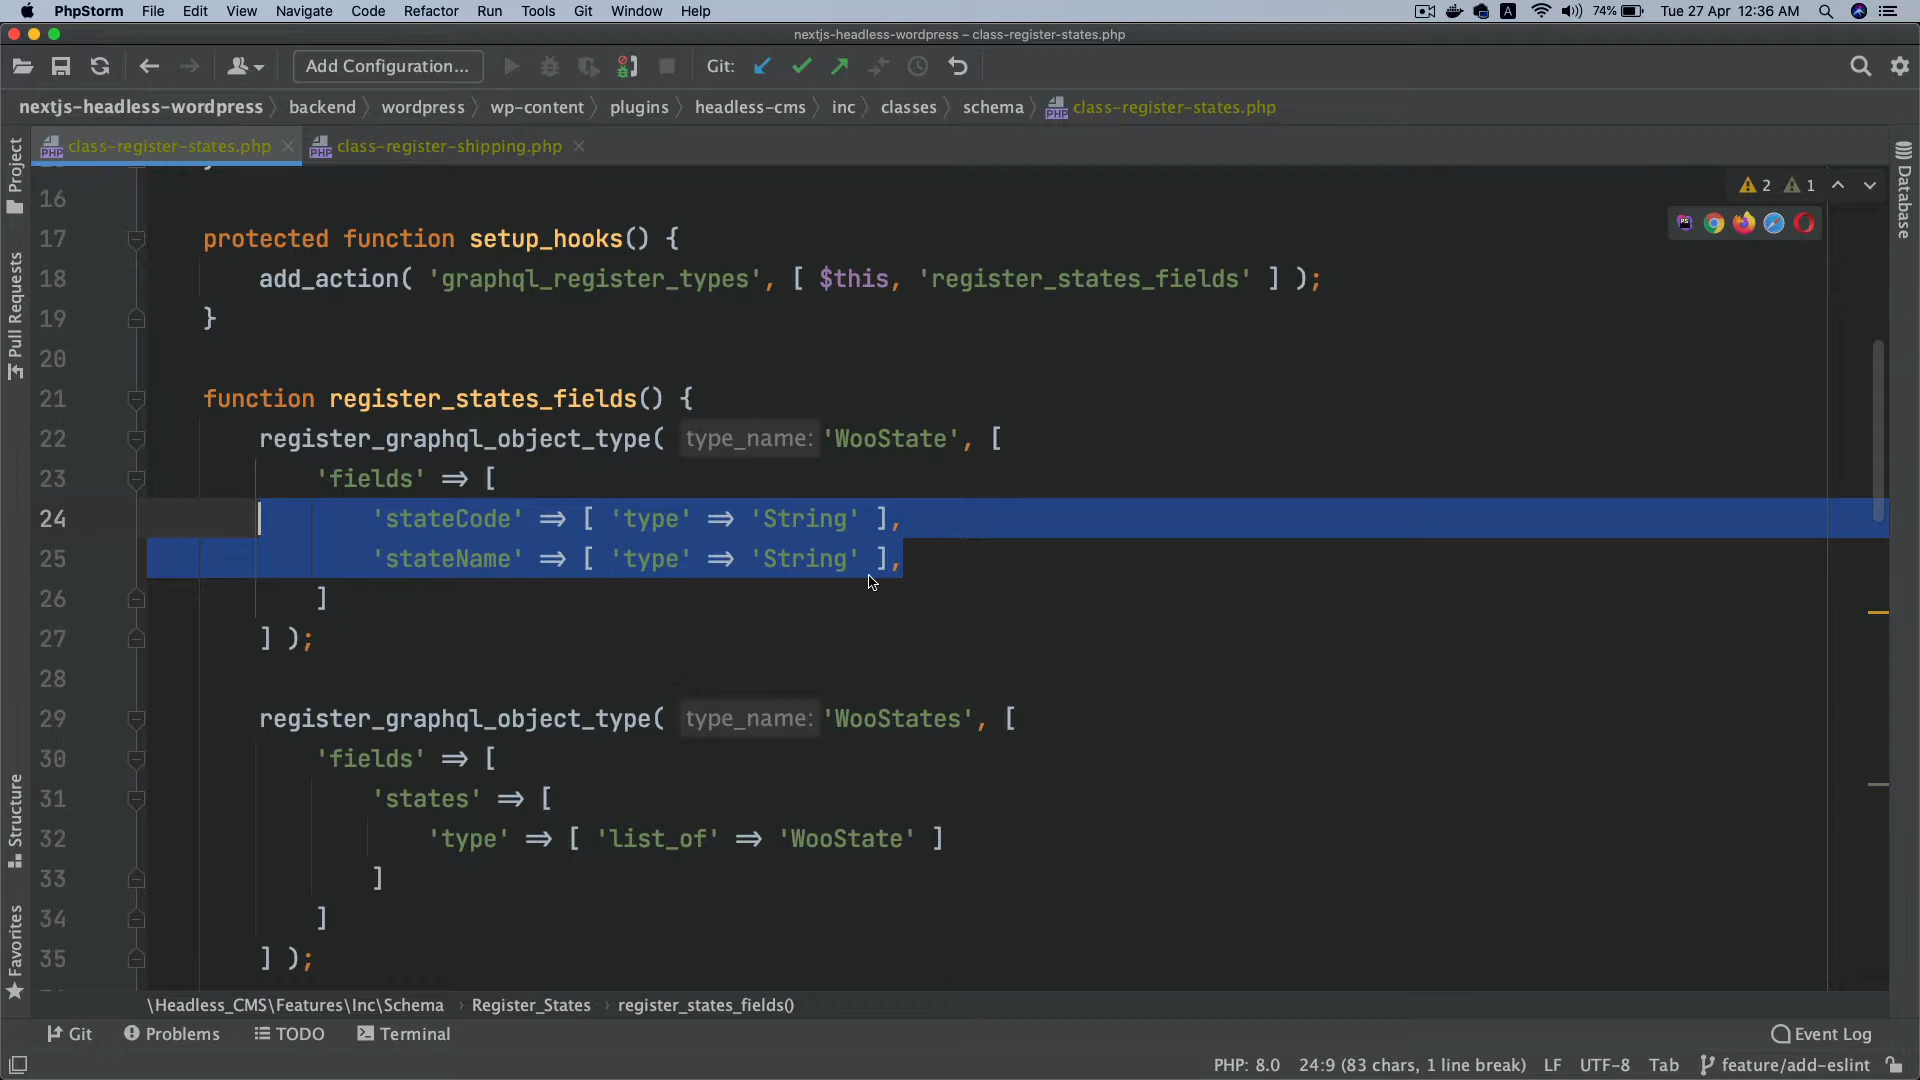 PhpStorm File Edit View Navigate Code Refactor Run Tools Git Window Help A 74% Tue 27 Apr 12:36 AM
nextjs-headless-wordpress – class-register-states.php
Add Configuration... Git:
nextjs-headless-wordpress backend wordpress wp-content plugins headless-cms inc classes schema class-register-states.php
class-register-states.php class-register-shipping.php
Project
Pull Requests
Structure
Favorites
Database
2 1
16
17 protected function setup_hooks() {
18 add_action( 'graphql_register_types', [ $this, 'register_states_fields' ] );
19 }
20
21 function register_states_fields() {
22 register_graphql_object_type( type_name: 'WooState', [
23 'fields' => [
24 'stateCode' => [ 'type' => 'String' ],
25 'stateName' => [ 'type' => 'String' ],
26 ]
27 ] );
28
29 register_graphql_object_type( type_name: 'WooStates', [
30 'fields' => [
31 'states' => [
32 'type' => [ 'list_of' => 'WooState' ]
33 ]
34 ]
35 ] );
\Headless_CMS\Features\Inc\Schema › Register_States › register_states_fields()
Git Problems TODO Terminal Event Log
PHP: 8.0 24:9 (83 chars, 1 line break) LF UTF-8 Tab feature/add-eslint